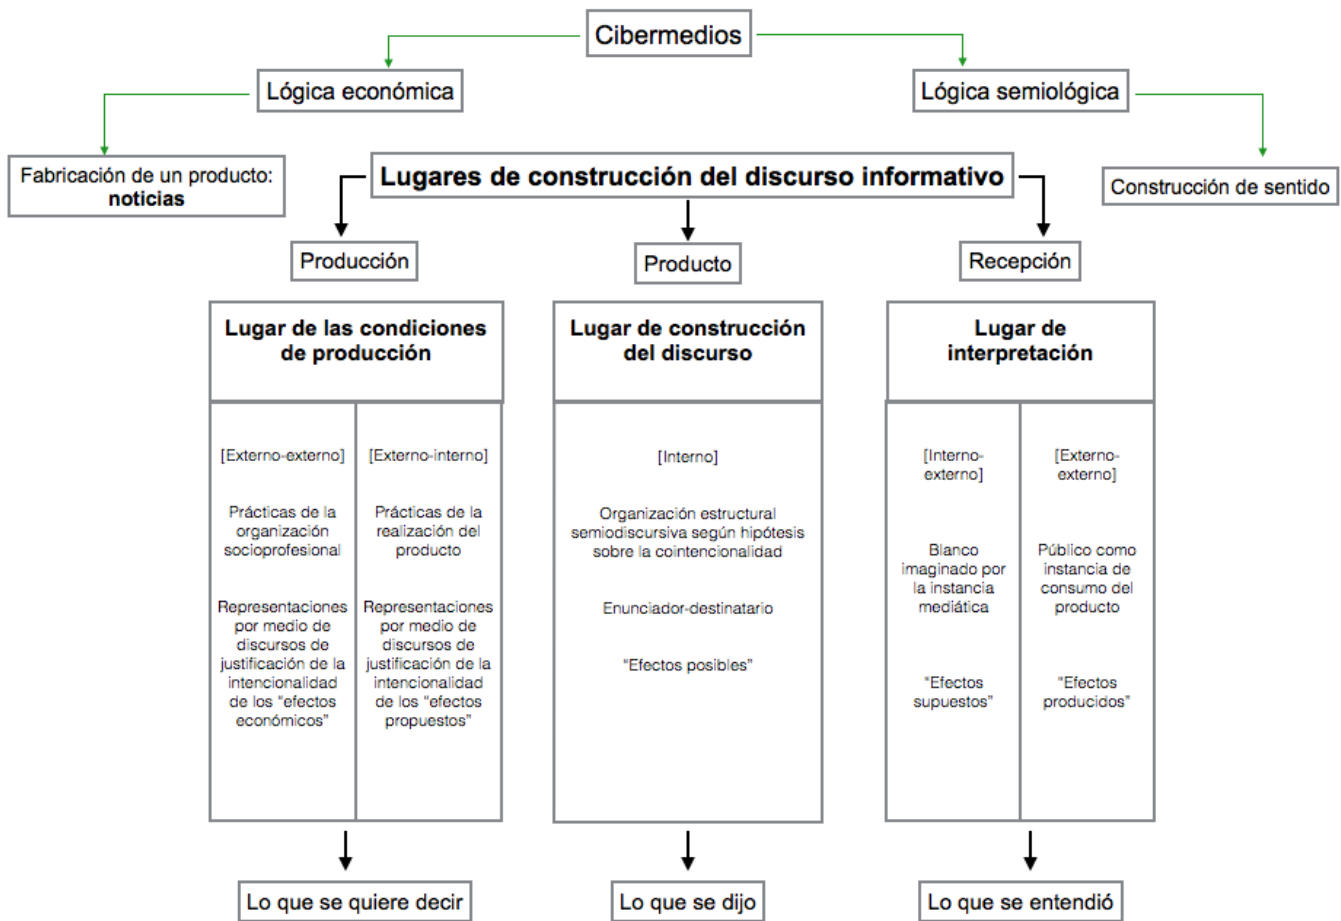 Cibermedios
Lógica económica
Lógica semiológica
Fabricación de un producto:
noticias
Lugares de construcción del discurso informativo
Construcción de sentido
Producción
Producto
Recepción
Lugar de las condiciones
de producción
[Externo-externo]
Prácticas de la
organización
socioprofesional
Representaciones
por medio de
discursos de
justificación de la
intencionalidad
de los “efectos
económicos”
[Externo-interno]
Prácticas de la
realización del
producto
Representaciones
por medio de
discursos de
justificación de la
intencionalidad
de los “efectos
propuestos”
Lugar de construcción
del discurso
[Interno]
Organización estructural
semiodiscursiva según hipótesis
sobre la cointencionalidad
Enunciador-destinatario
“Efectos posibles”
Lugar de
interpretación
[Interno-
externo]
Blanco
imaginado por
la instancia
mediática
“Efectos
supuestos”
[Externo-
externo]
Público como
instancia de
consumo del
producto
“Efectos
producidos”
Lo que se quiere decir
Lo que se dijo
Lo que se entendió